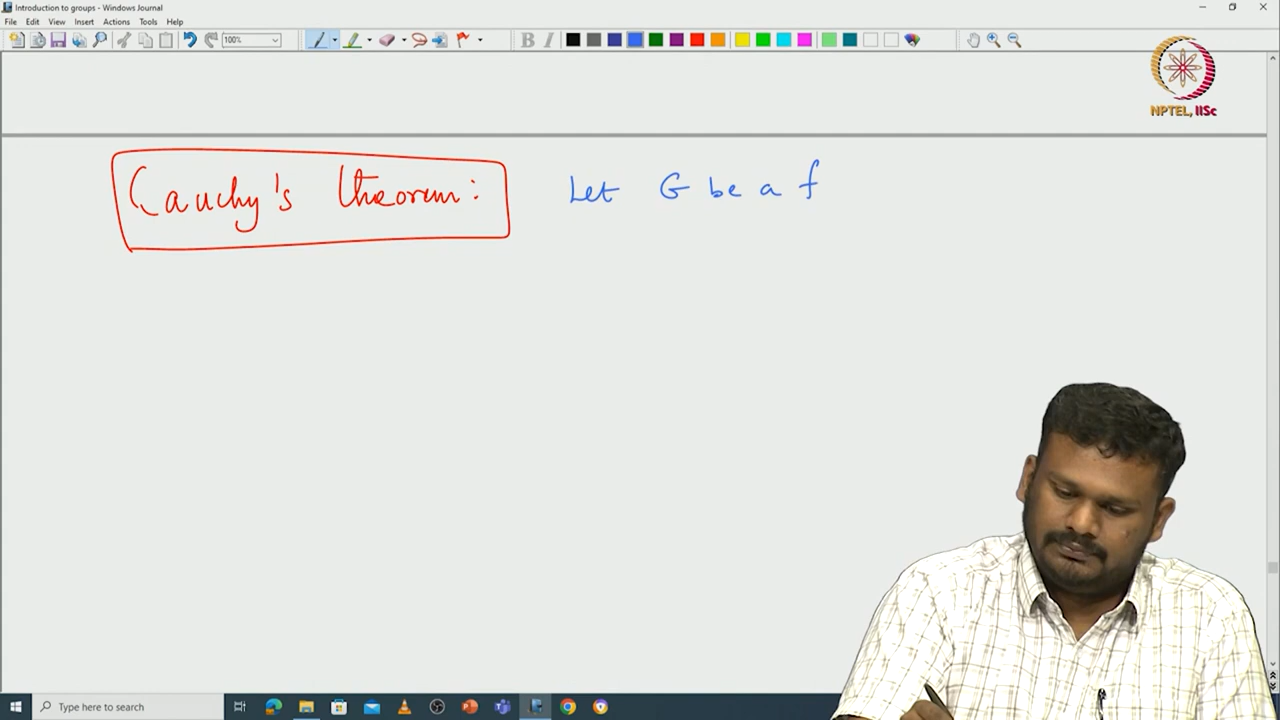 Introduction to groups - Windows Journal
File Edit View Insert Actions Tools Help
100%
B I
NPTEL, IISc
Cauchy's theorem: Let G be a f
Type here to search